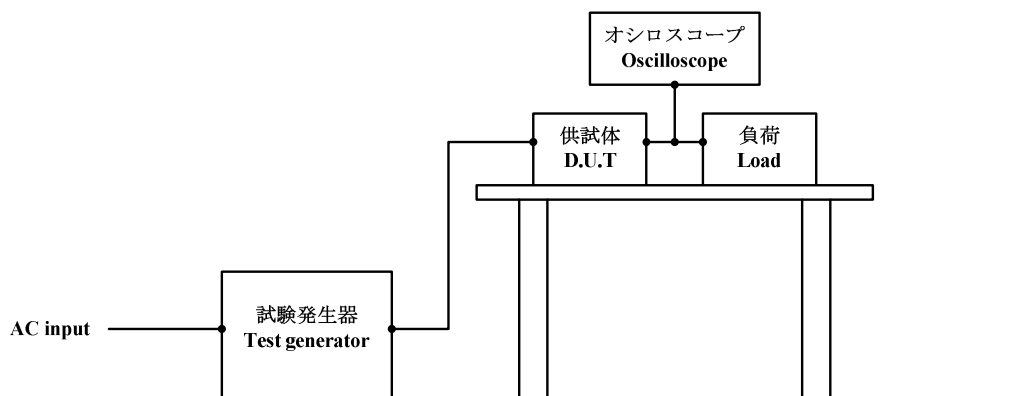 オシロスコープ
Oscilloscope
供試体
D.U.T
負荷
Load
試験発生器
Test generator
AC input